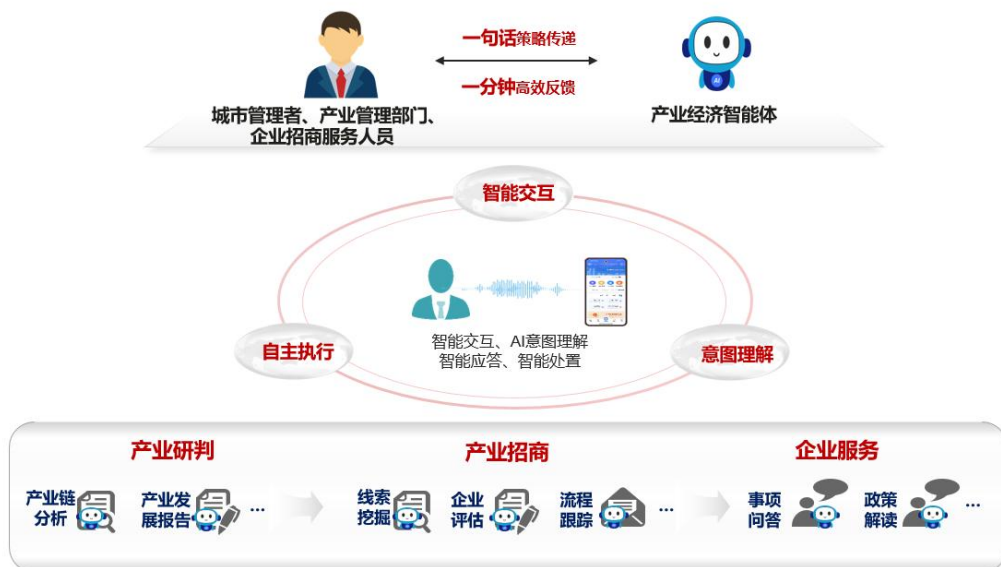 一句话策略传递
一分钟高效反馈
AI
城市管理者、产业管理部门、
企业招商服务人员
产业经济智能体
智能交互
自主执行
意图理解
智能交互、AI意图理解
智能应答、智能处置
产业研判
产业招商
企业服务
产业链
分析
产业发
展报告
...
线索
挖掘
企业
评估
流程
跟踪
...
事项
问答
政策
解读
...